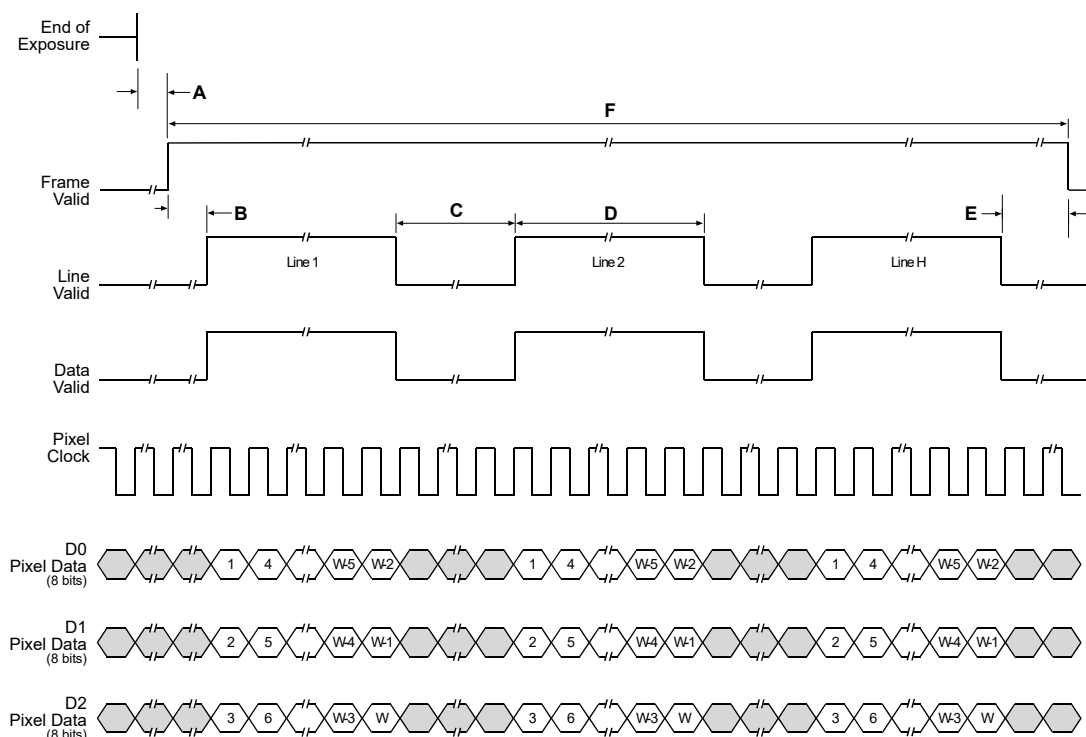 End of
Exposure
A
F
Frame
Valid
B
C
D
E
Line 1
Line 2
Line H
Line
Valid
Data
Valid
Pixel
Clock
D0
Pixel Data
(8 bits)
1 4 W-5 W-2 1 4 W-5 W-2 1 4 W-5 W-2
D1
Pixel Data
(8 bits)
2 5 W-4 W-1 2 5 W-4 W-1 2 5 W-4 W-1
D2
Pixel Data
(8 bits)
3 6 W-3 W 3 6 W-3 W 3 6 W-3 W